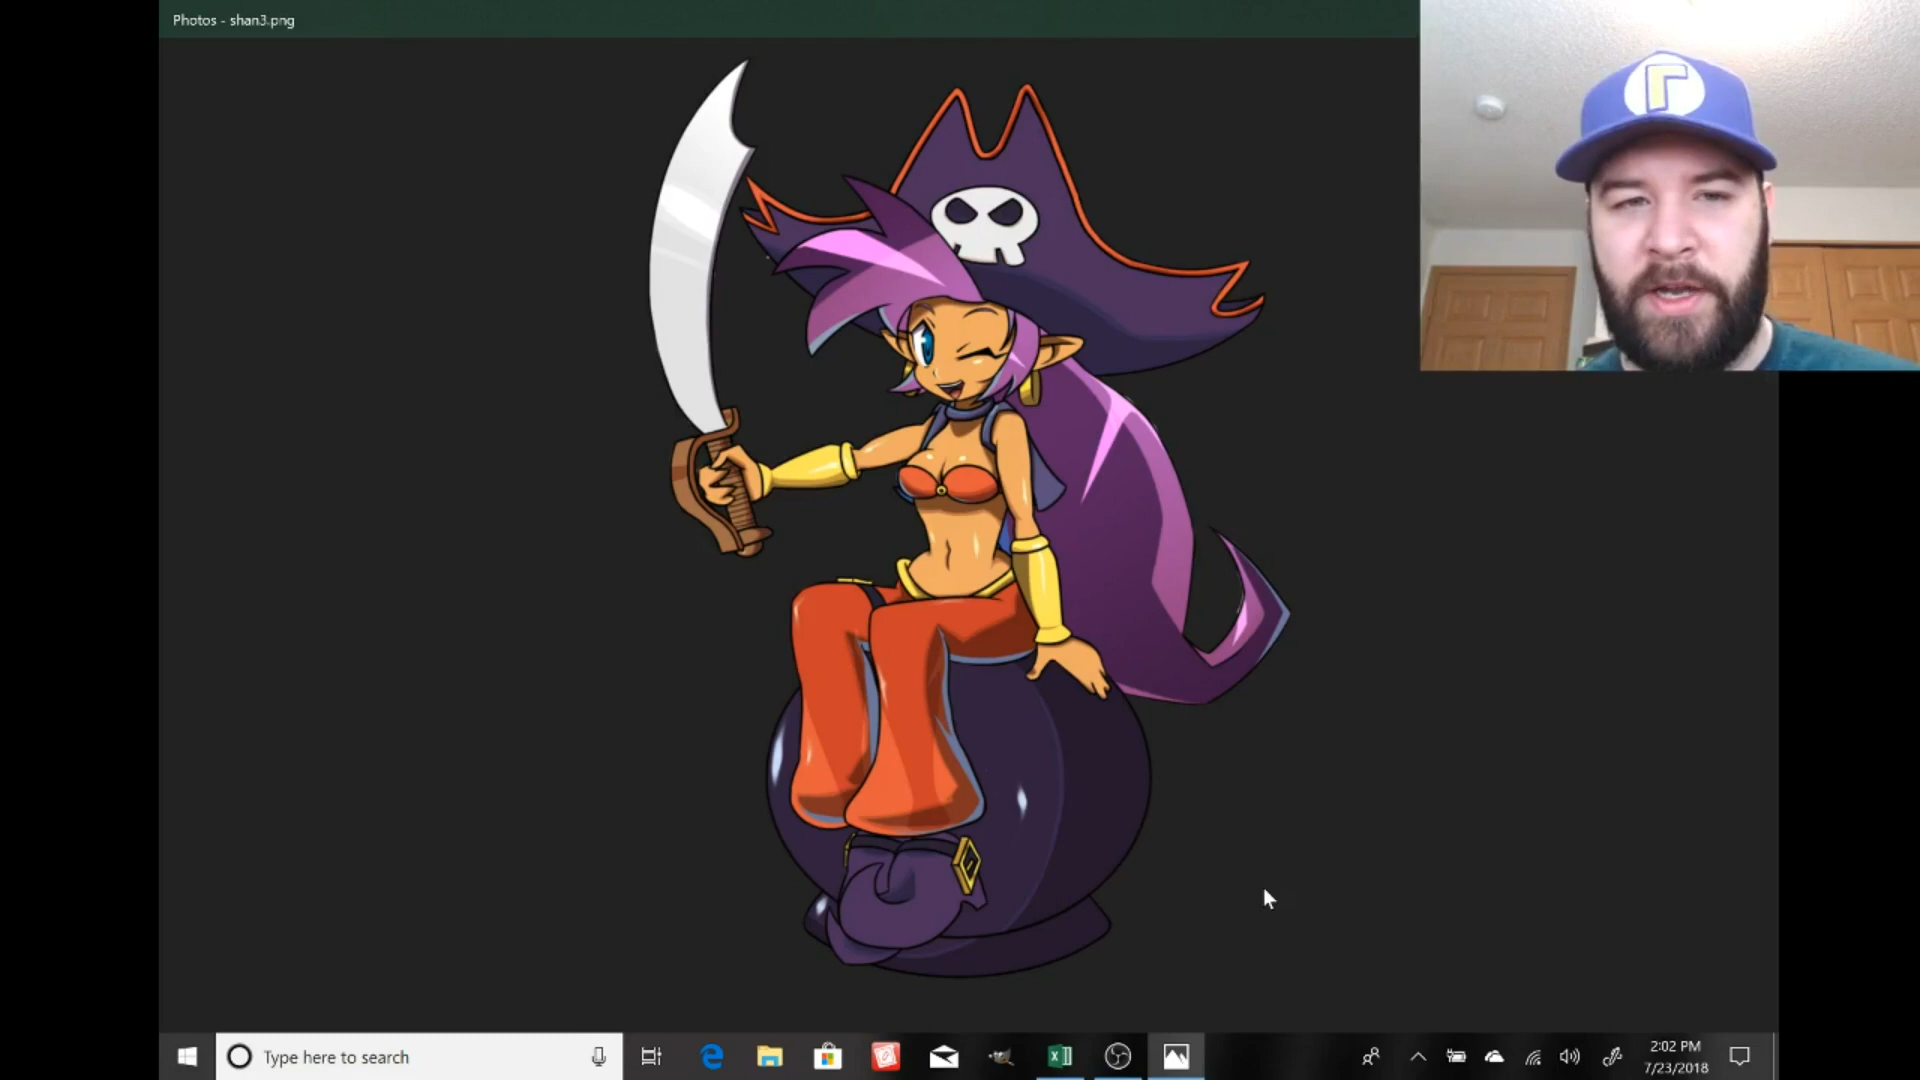 Photos - shan3.png
Γ
Type here to search
2:02 PM
7/23/2018